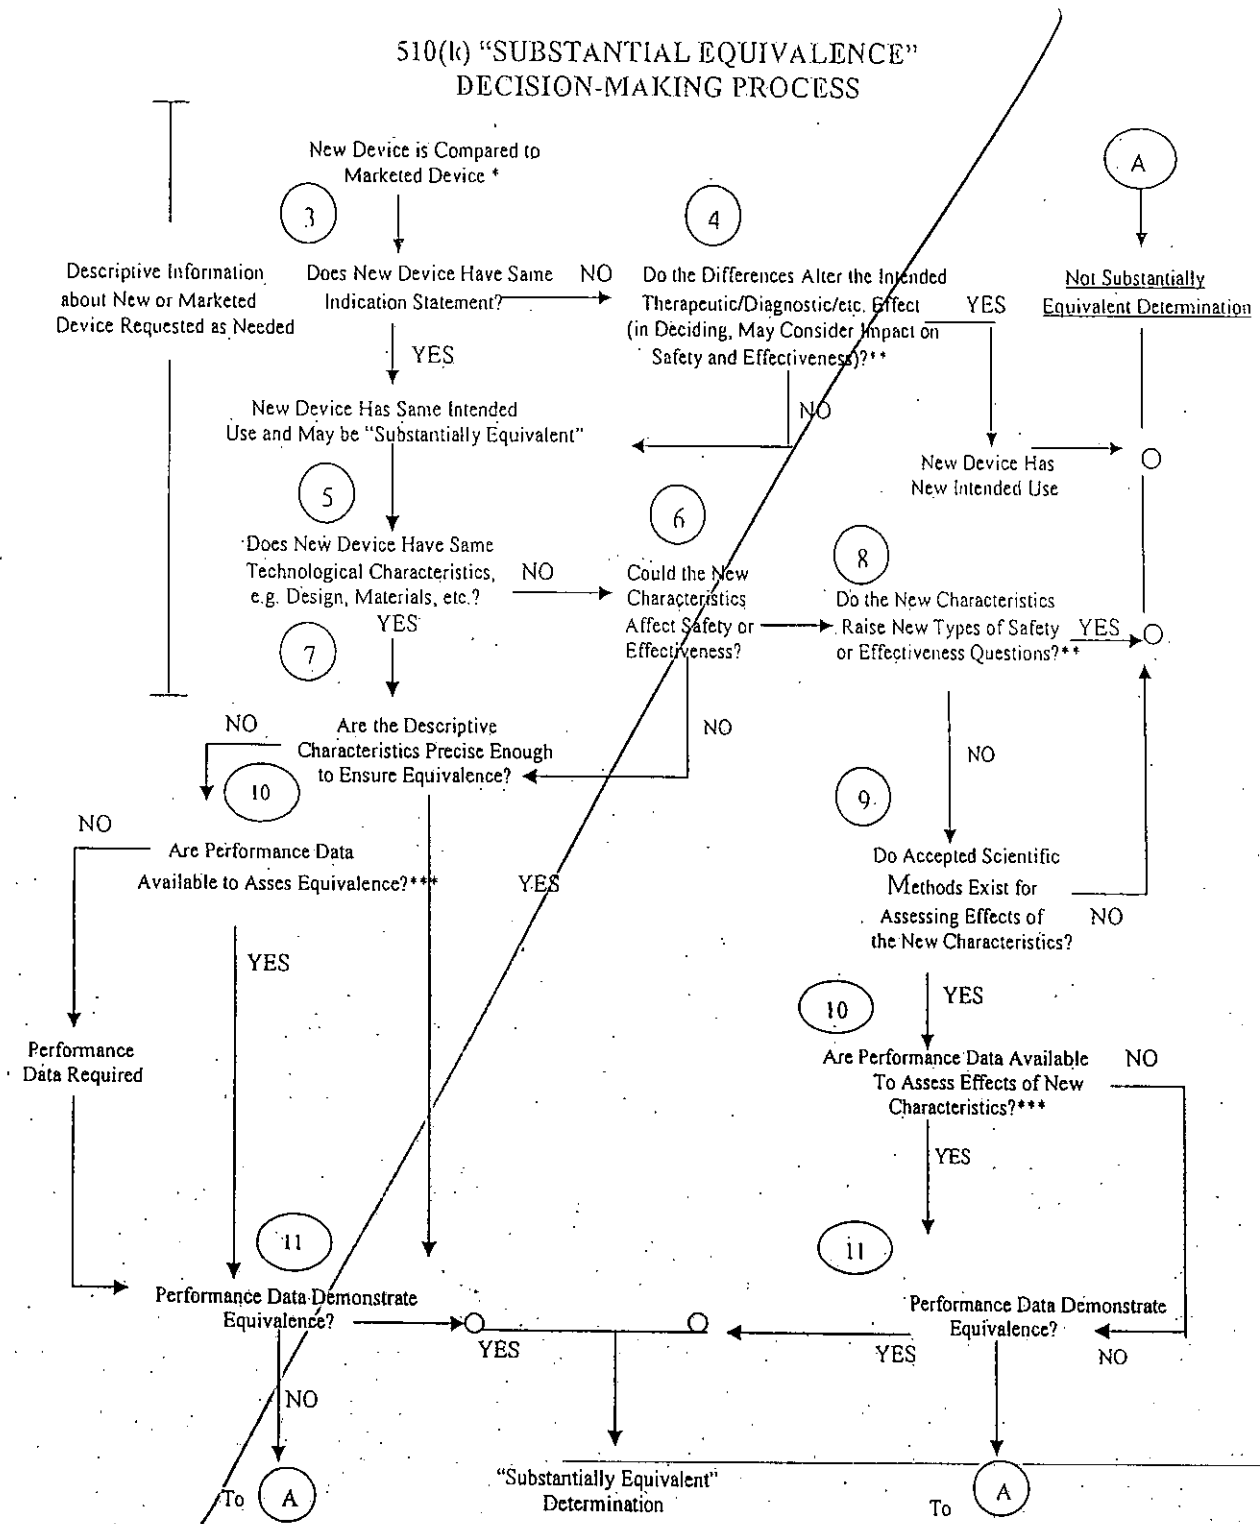 510(k) “SUBSTANTIAL EQUIVALENCE”
DECISION-MAKING PROCESS
New Device is Compared to
Marketed Device *
A
3
4
Descriptive Information
about New or Marketed
Device Requested as Needed
Does New Device Have Same
Indication Statement?
NO
Do the Differences Alter the Intended
Therapeutic/Diagnostic/etc. Effect
(in Deciding, May Consider Impact on
Safety and Effectiveness)?**
YES
Not Substantially
Equivalent Determination
YES
NO
New Device Has Same Intended
Use and May be “Substantially Equivalent”
New Device Has
New Intended Use
5
6
8
Does New Device Have Same
Technological Characteristics,
e.g. Design, Materials, etc.?
NO
Could the New
Characteristics
Affect Safety or
Effectiveness?
Do the New Characteristics
Raise New Types of Safety
or Effectiveness Questions?**
YES
YES
7
NO
Are the Descriptive
Characteristics Precise Enough
to Ensure Equivalence?
NO
NO
10
9
NO
Are Performance Data
Available to Asses Equivalence?***
YES
Do Accepted Scientific
Methods Exist for
Assessing Effects of
the New Characteristics?
NO
YES
YES
10
Performance
Data Required
Are Performance Data Available
To Assess Effects of New
Characteristics?***
NO
YES
11
11
Performance Data Demonstrate
Equivalence?
YES
Performance Data Demonstrate
Equivalence?
YES
NO
NO
To
A
“Substantially Equivalent”
Determination
To
A